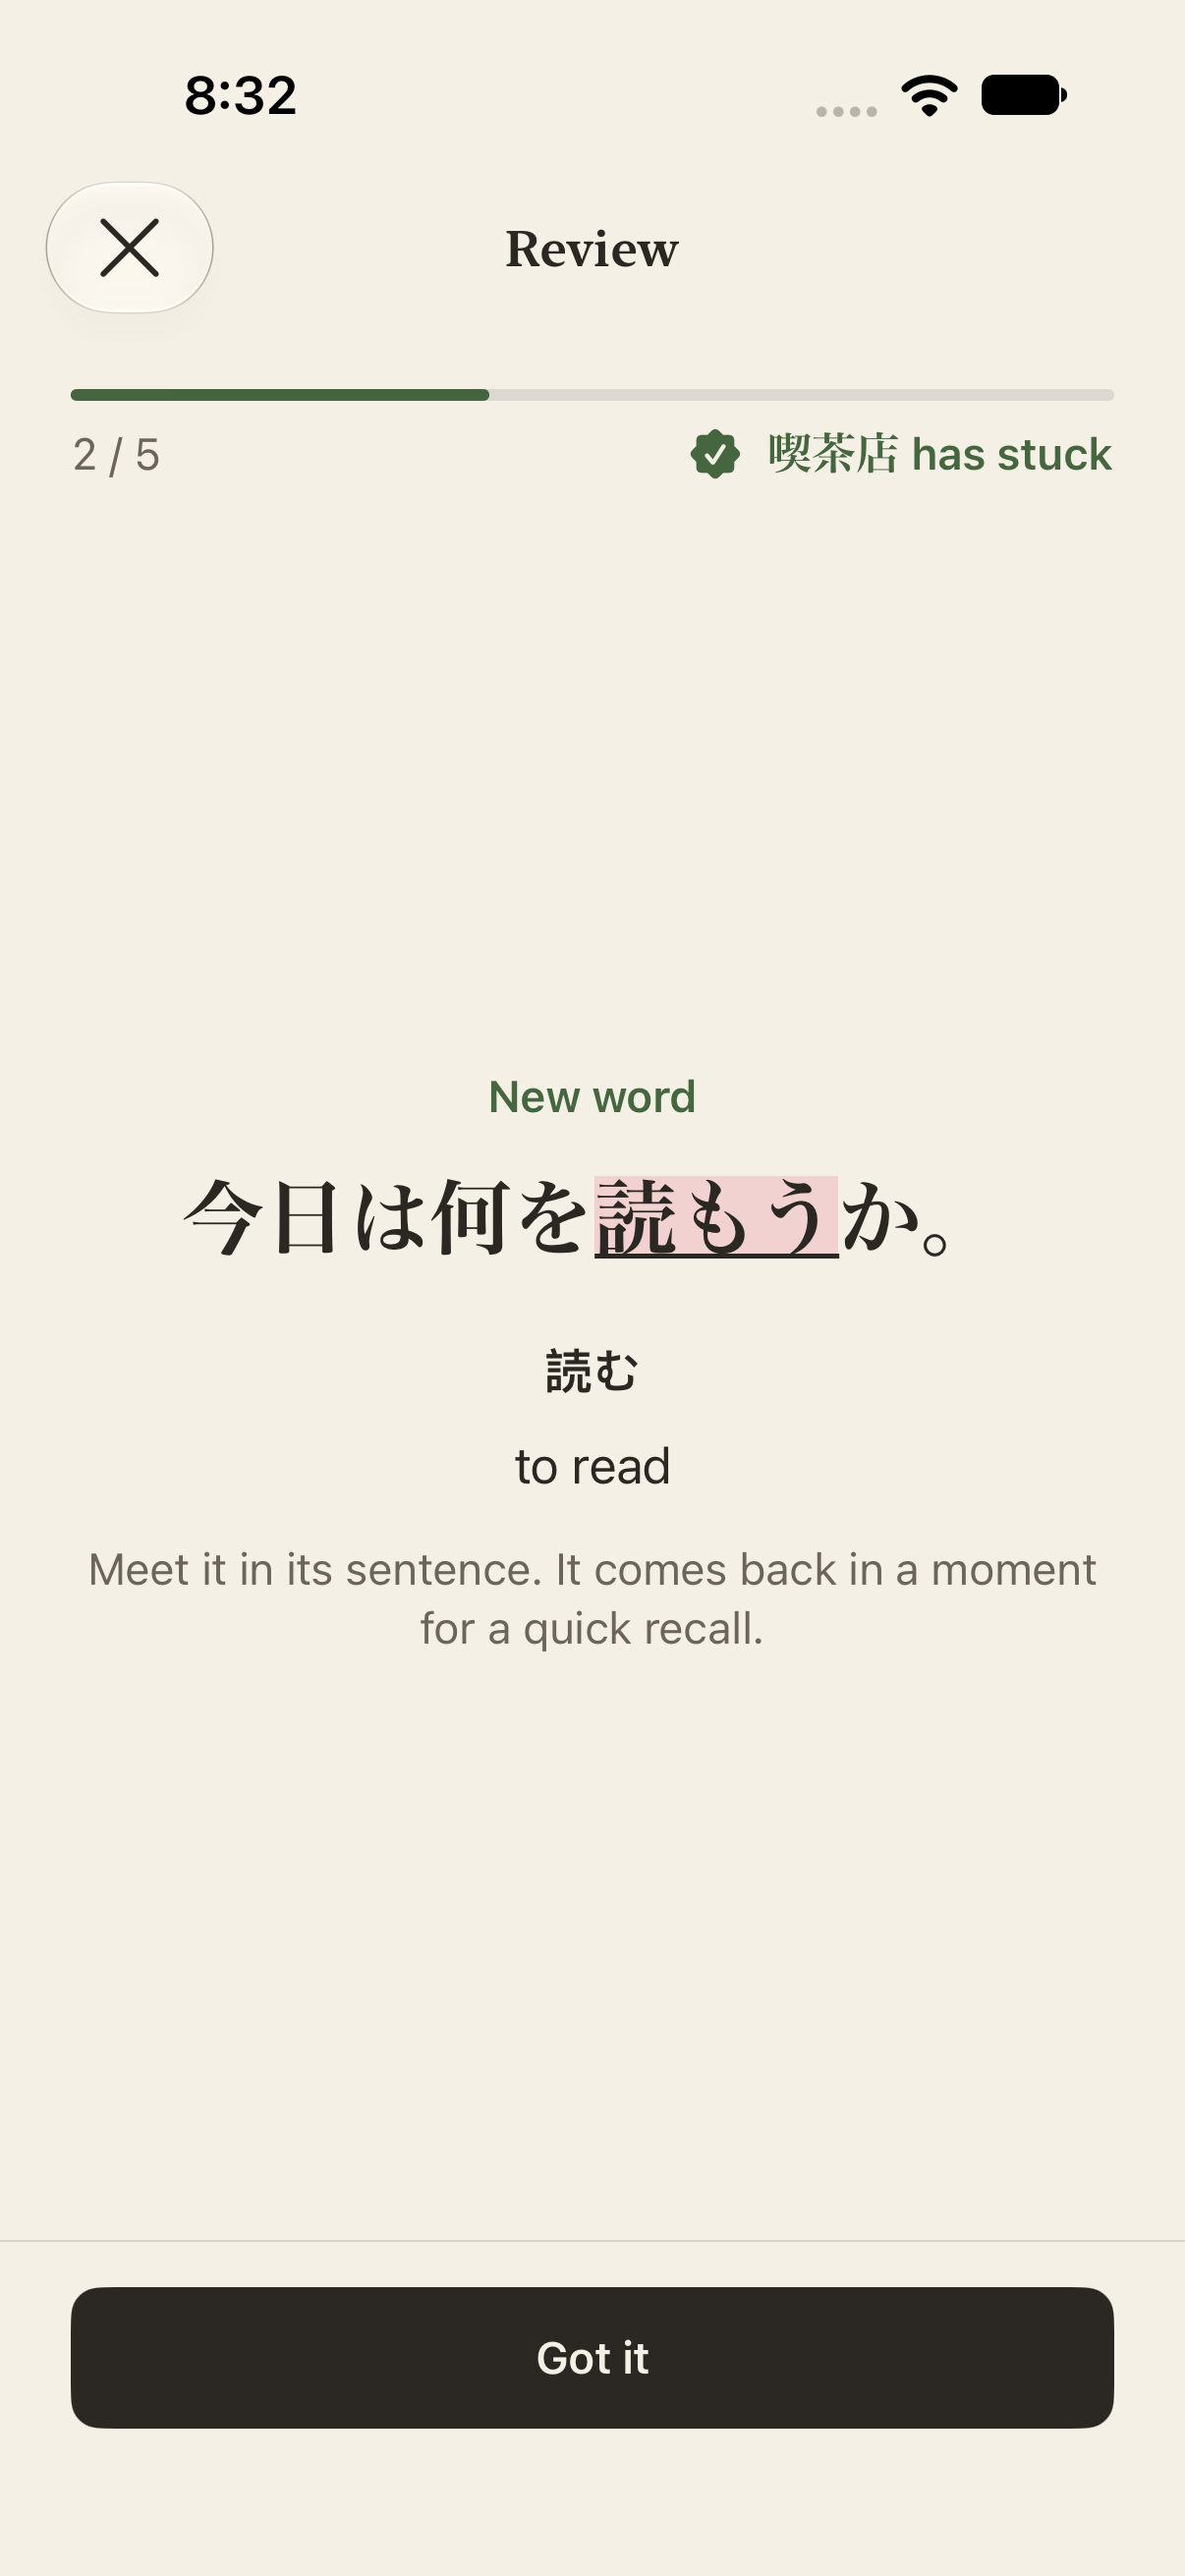 8:32
Review
2 / 5
喫茶店 has stuck
New word
今日は何を読もうか。
読む
to read
Meet it in its sentence. It comes back in a moment
for a quick recall.
Got it